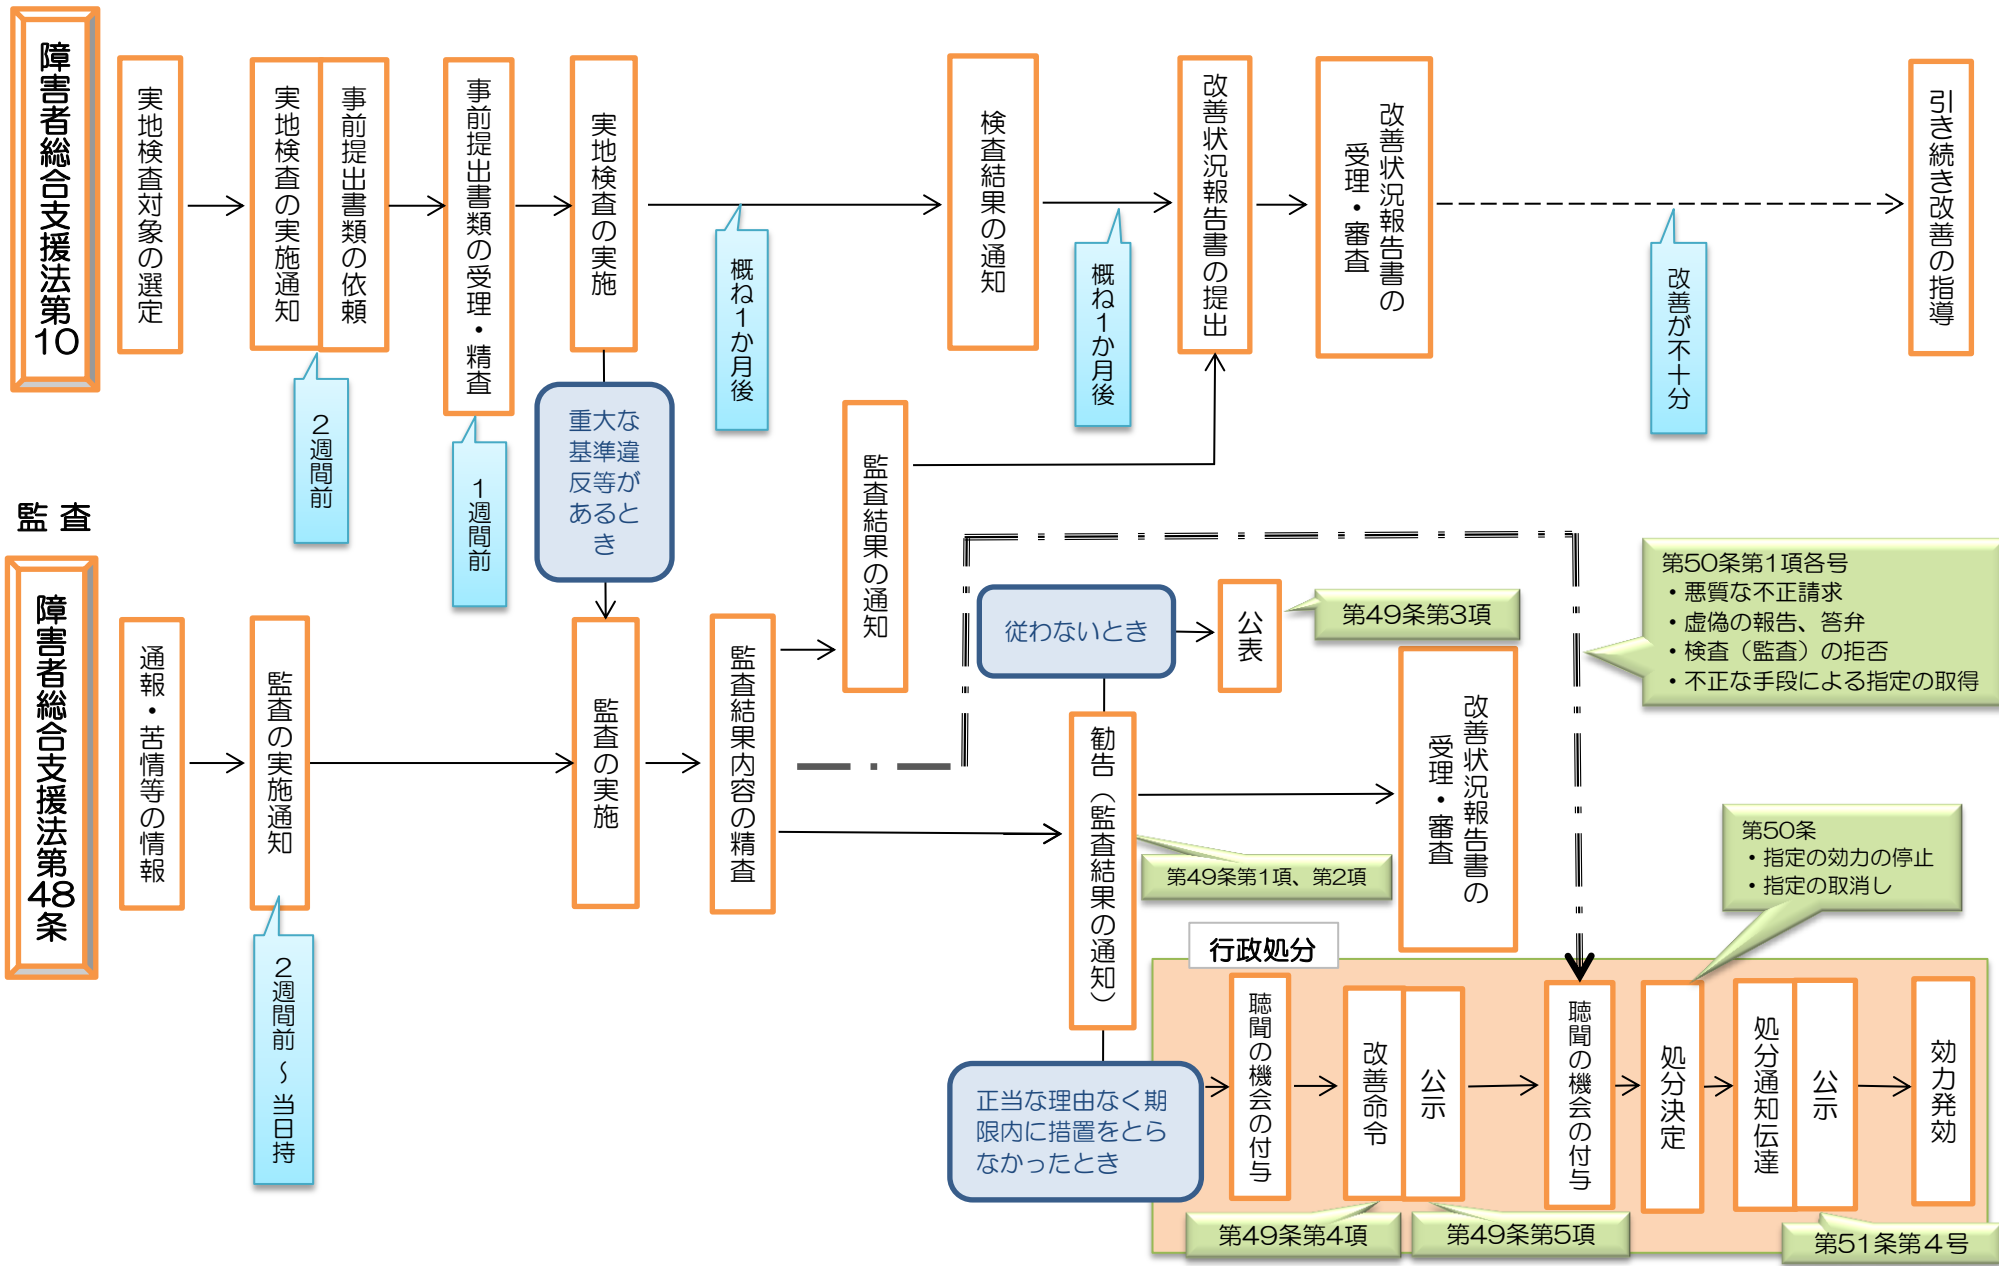 障害者総合支援法第10
実地検査対象の選定
実地検査の実施通知
事前提出書類の依頼
２週間前
事前提出書類の受理・精査
１週間前
実地検査の実施
概ね１か月後
検査結果の通知
概ね１か月後
改善状況報告書の提出
改善状況報告書の
受理・審査
改善が不十分
引き続き改善の指導
重大な
基準違
反等が
あると
き
監 査
障害者総合支援法第48条
通報・苦情等の情報
監査の実施通知
２週間前～当日持
監査の実施
監査結果内容の精査
監査結果の通知
従わないとき
公表
第49条第３項
勧告（監査結果の通知）
第49条第１項、第２項
改善状況報告書の
受理・審査
第50条第１項各号
・悪質な不正請求
・虚偽の報告、答弁
・検査（監査）の拒否
・不正な手段による指定の取得
第50条
・指定の効力の停止
・指定の取消し
行政処分
正当な理由なく期
限内に措置をとら
なかったとき
聴聞の機会の付与
改善命令
公示
第49条第４項
第49条第５項
聴聞の機会の付与
処分決定
処分通知伝達
公示
第51条第４号
効力発効